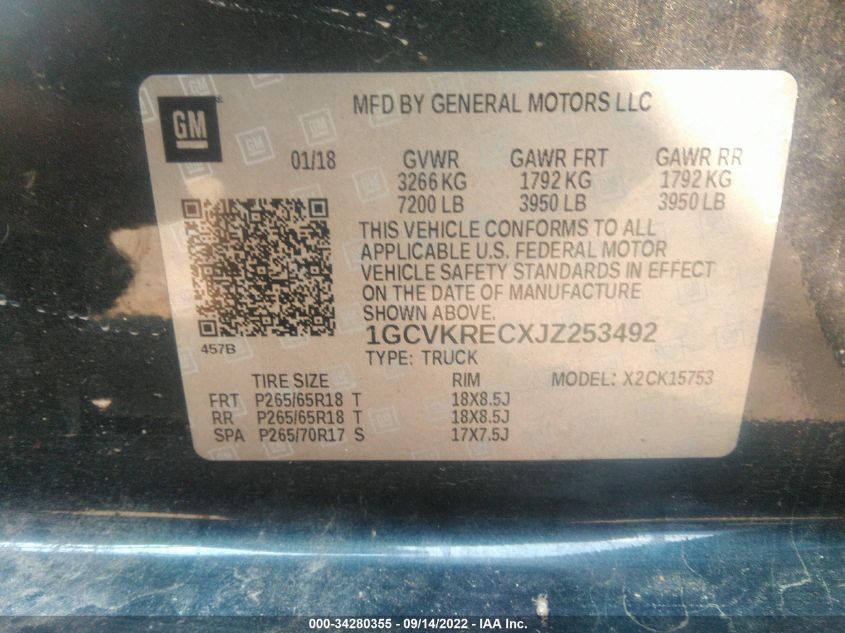 GM
MFD BY GENERAL MOTORS LLC
01/18 GVWR GAWR FRT GAWR RR
3266 KG 1792 KG 1792 KG
7200 LB 3950 LB 3950 LB
THIS VEHICLE CONFORMS TO ALL
APPLICABLE U.S. FEDERAL MOTOR
VEHICLE SAFETY STANDARDS IN EFFECT
ON THE DATE OF MANUFACTURE
SHOWN ABOVE.
457B 1GCVKRECXJZ253492
TYPE: TRUCK
TIRE SIZE RIM MODEL: X2CK15753
FRT P265/65R18 T 18X8.5J
RR P265/65R18 T 18X8.5J
SPA P265/70R17 S 17X7.5J
000-34280355 - 09/14/2022 - IAA Inc.